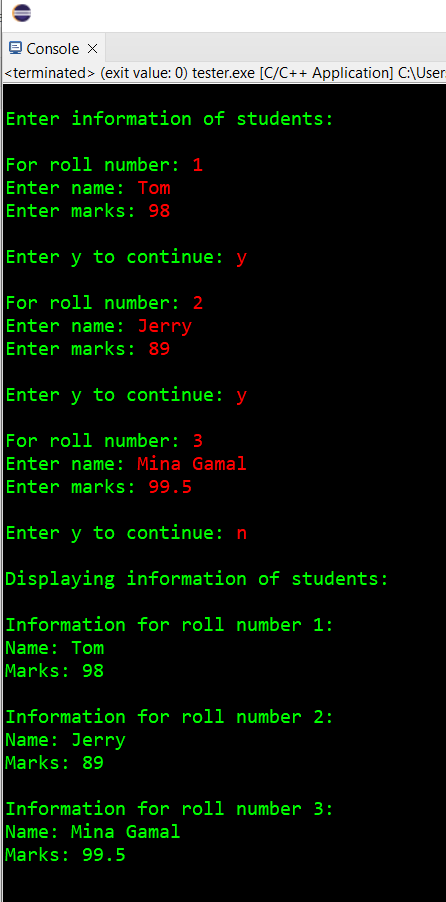 Console
<terminated> (exit value: 0) tester.exe [C/C++ Application] C:\User
Enter information of students:
For roll number: 1
Enter name: Tom
Enter marks: 98
Enter y to continue: y
For roll number: 2
Enter name: Jerry
Enter marks: 89
Enter y to continue: y
For roll number: 3
Enter name: Mina Gamal
Enter marks: 99.5
Enter y to continue: n
Displaying information of students:
Information for roll number 1:
Name: Tom
Marks: 98
Information for roll number 2:
Name: Jerry
Marks: 89
Information for roll number 3:
Name: Mina Gamal
Marks: 99.5